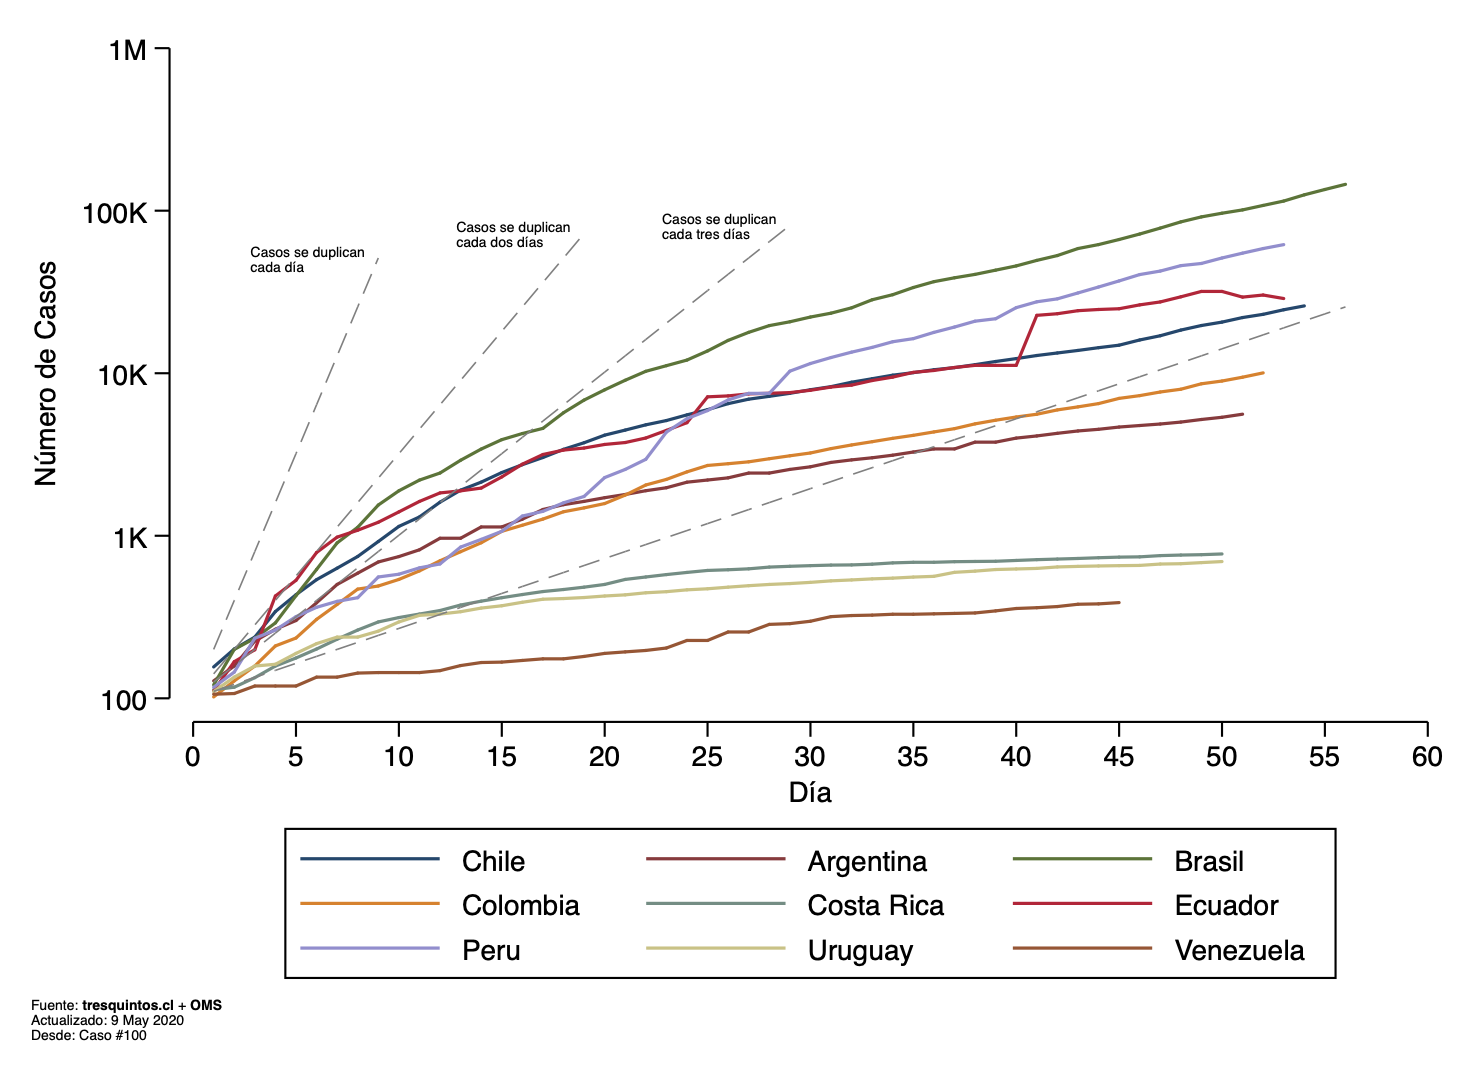 1M
100K
10K
1K
100
Número de Casos
Casos se duplican
cada día
Casos se duplican
cada dos días
Casos se duplican
cada tres días
0 5 10 15 20 25 30 35 40 45 50 55 60
Día
Chile Argentina Brasil
Colombia Costa Rica Ecuador
Peru Uruguay Venezuela
Fuente: tresquintos.cl + OMS
Actualizado: 9 May 2020
Desde: Caso #100